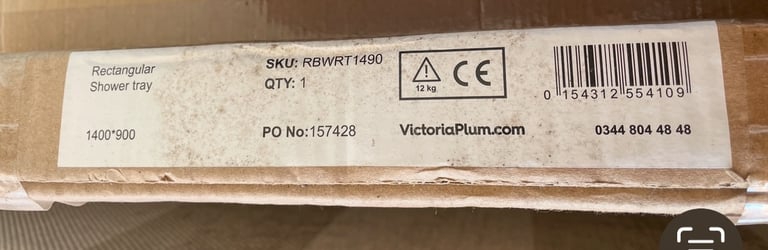 Rectangular
Shower tray
1400*900
SKU: RBWRT1490
QTY: 1
PO No:157428
12 kg
CE
VictoriaPlum.com
0 154312 554109
0344 804 48 48